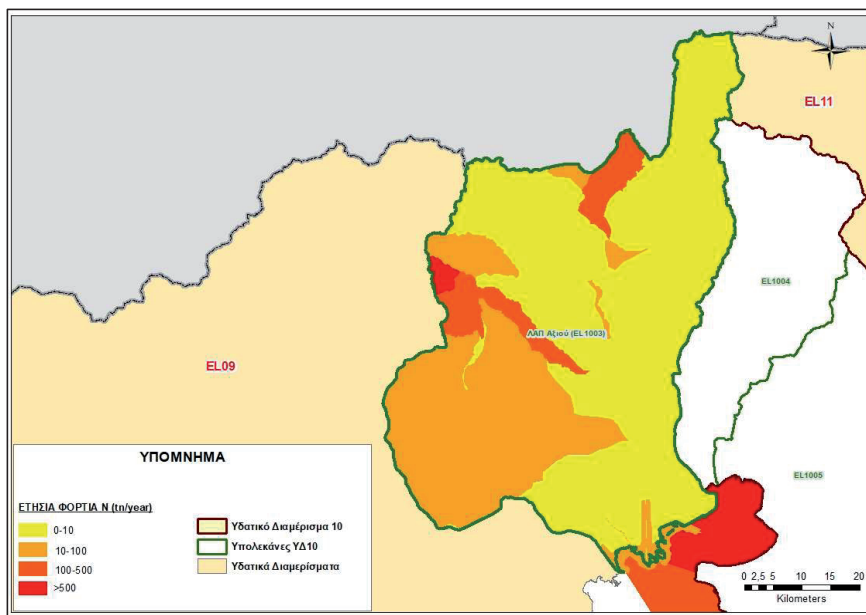 N
EL11
EL1004
ΛΑΠ Αξιού (EL1003)
EL09
EL1005
ΥΠΟΜΝΗΜΑ
ΕΤΗΣΙΑ ΦΟΡΤΙΑ Ν (tn/year)
0-10
10-100
100-500
>500
Υδατικό Διαμέρισμα 10
Υπολεκάνες ΥΔ10
Υδατικά Διαμερίσματα
0 2,5 5 10 15 20
Kilometers